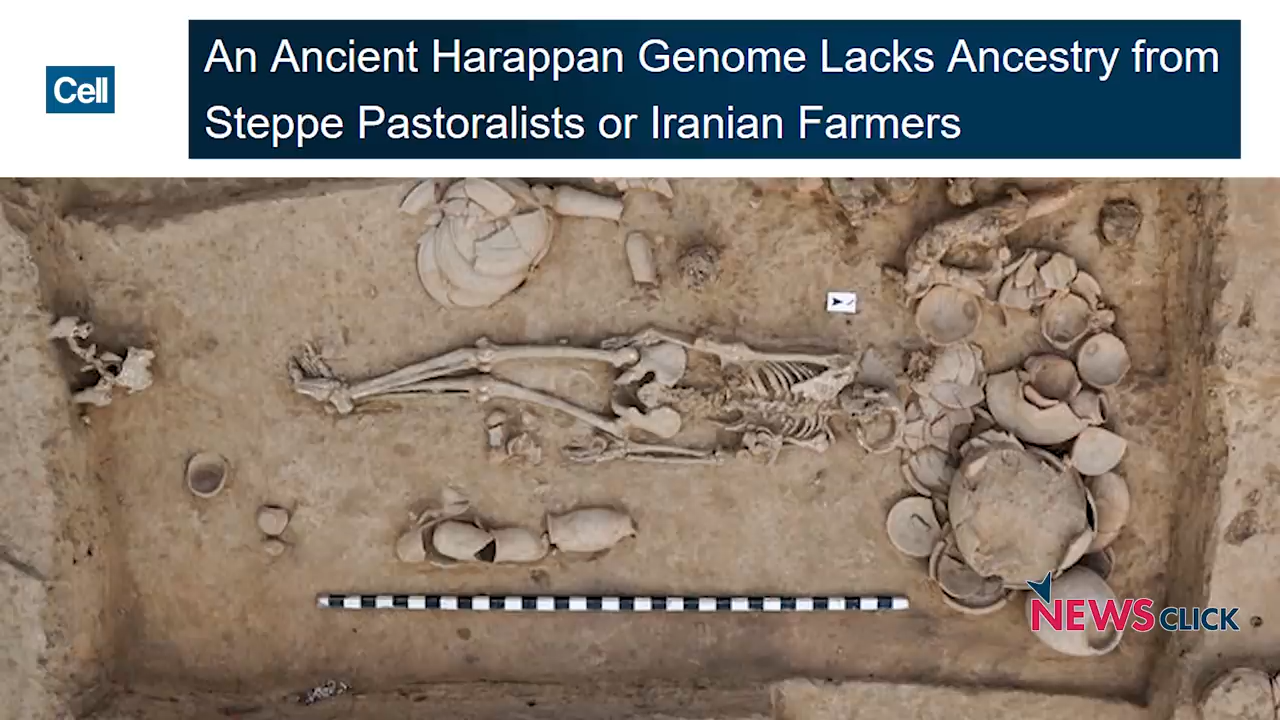 Cell
An Ancient Harappan Genome Lacks Ancestry from
Steppe Pastoralists or Iranian Farmers
NEWSCLICK